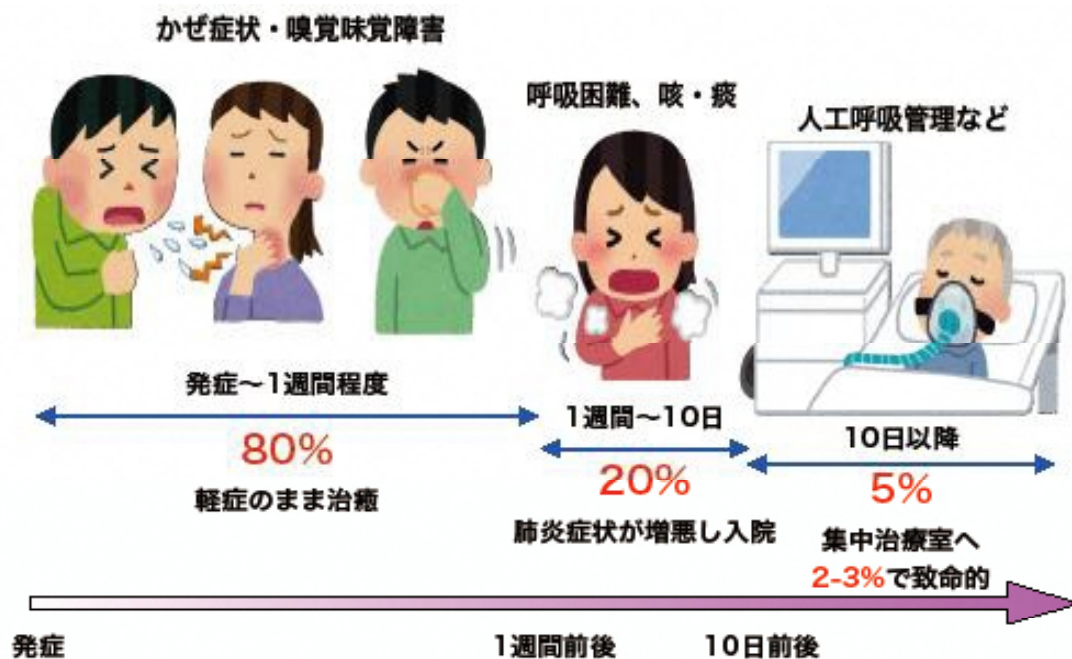 かぜ症状・嗅覚味覚障害
呼吸困難、咳・痰
人工呼吸管理など
発症～1週間程度
80%
軽症のまま治癒
1週間～10日
20%
肺炎症状が増悪し入院
10日以降
5%
集中治療室へ
2-3%で致命的
発症
1週間前後
10日前後